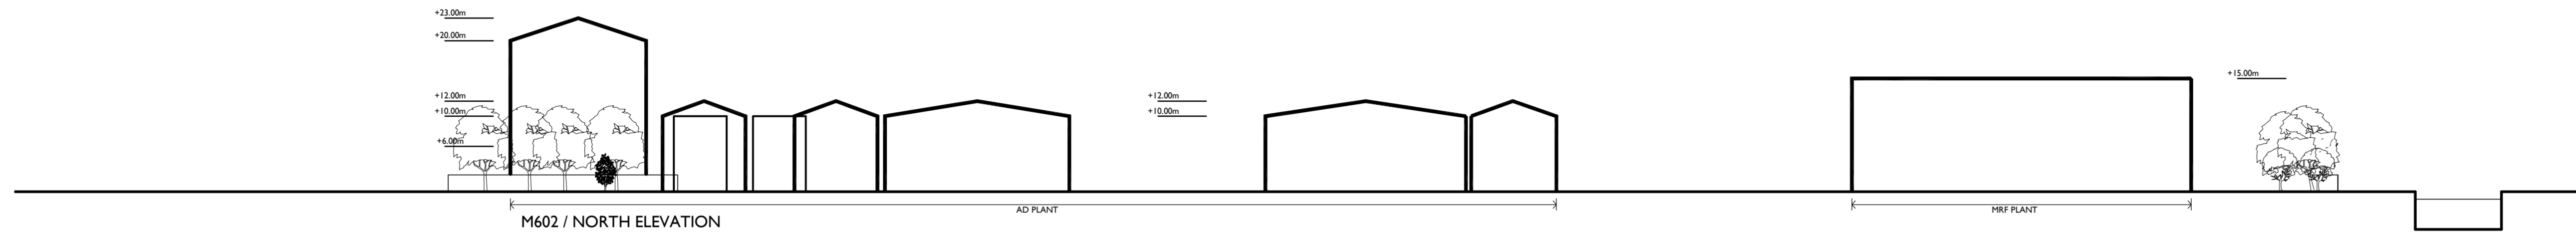 +23.00m
+20.00m
+12.00m
+10.00m
+6.00m
+12.00m
+10.00m
+15.00m
AD PLANT
MRF PLANT
M602 / NORTH ELEVATION